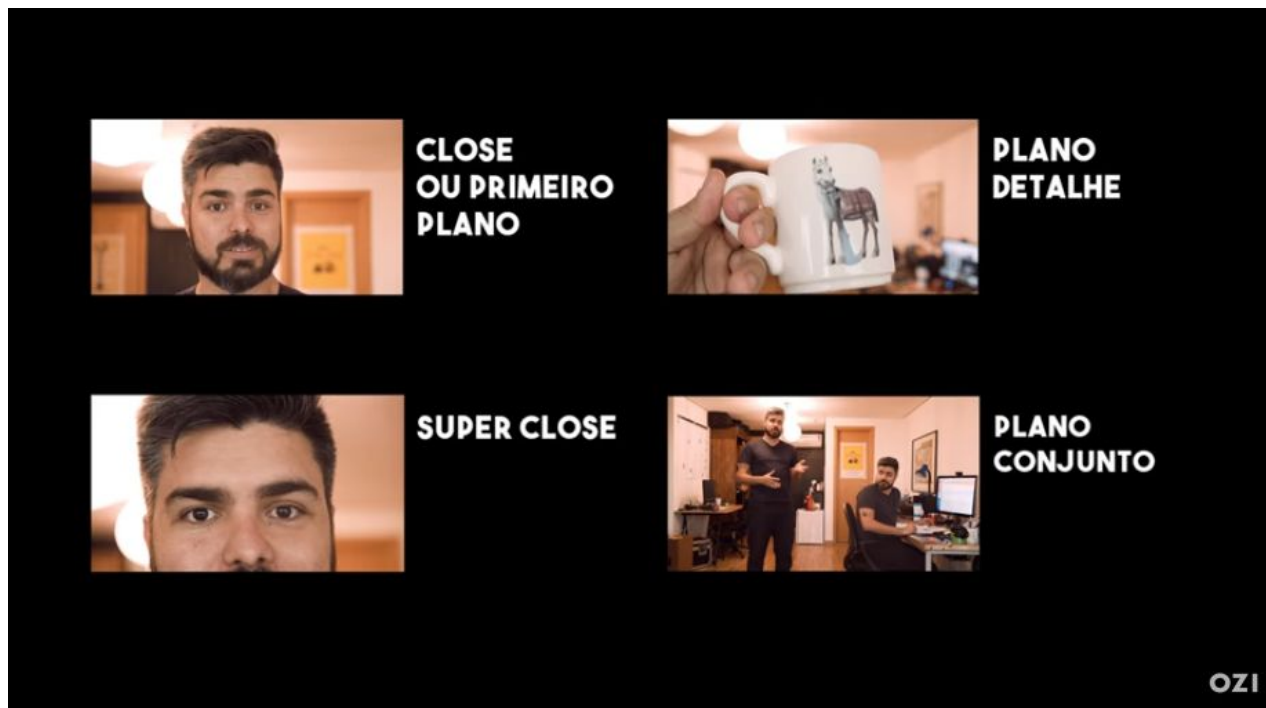 CLOSE
OU PRIMEIRO
PLANO
PLANO
DETALHE
SUPER CLOSE
PLANO
CONJUNTO
OZI